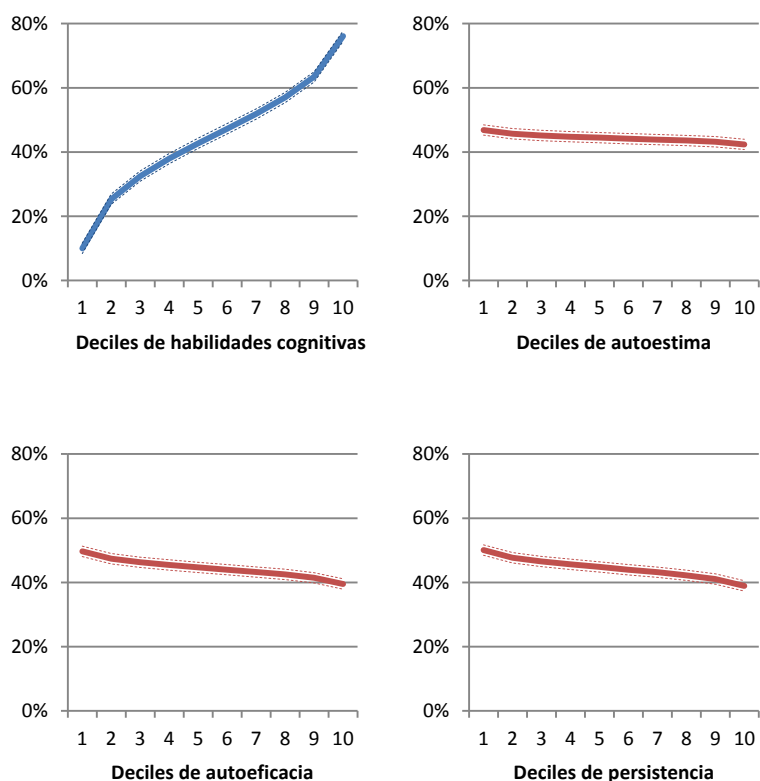 80%
60%
40%
20%
0%
1 2 3 4 5 6 7 8 9 10
Deciles de habilidades cognitivas
80%
60%
40%
20%
0%
1 2 3 4 5 6 7 8 9 10
Deciles de autoestima
80%
60%
40%
20%
0%
1 2 3 4 5 6 7 8 9 10
Deciles de autoeficacia
80%
60%
40%
20%
0%
1 2 3 4 5 6 7 8 9 10
Deciles de persistencia